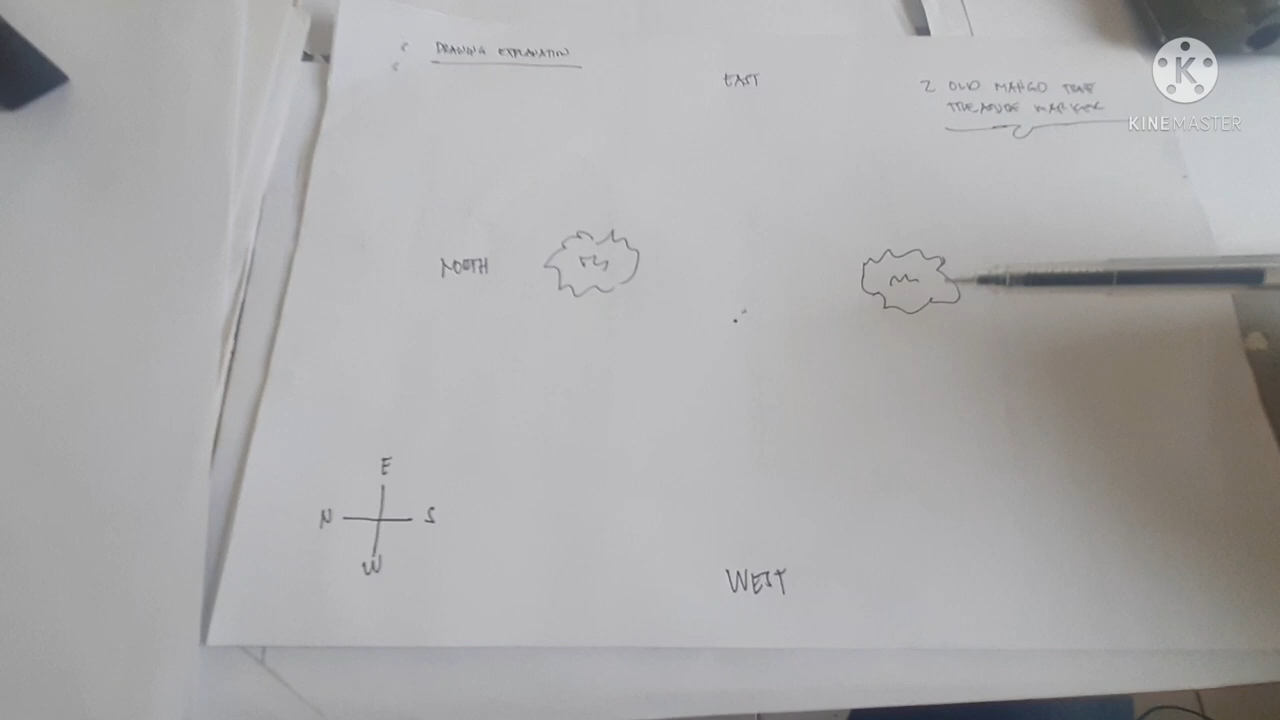 DRAWING EXPLANATION
EAST
2 OLD MANGO TREE
TREASURE MARKER
K
KINEMASTER
NORTH
M
M
E
N
S
W
WEST